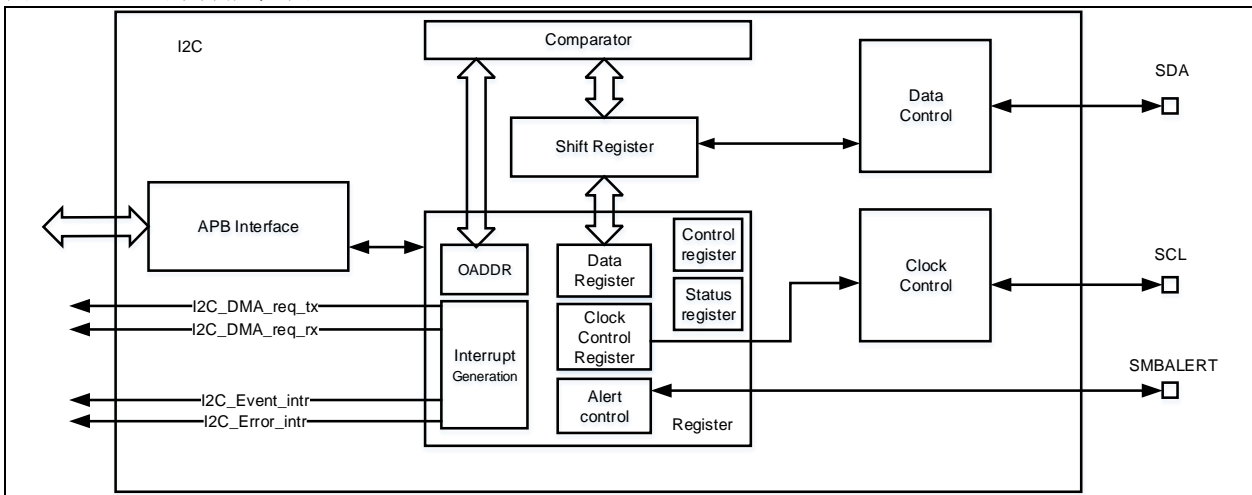 I2C
Comparator
SDA
Data
Control
Shift Register
APB Interface
Control
register
SCL
OADDR
Data
Register
Clock
Control
Status
register
I2C_DMA_req_tx
I2C_DMA_req_rx
Clock
Control
Register
Interrupt
Generation
SMBALERT
I2C_Event_intr
Alert
control
I2C_Error_intr
Register